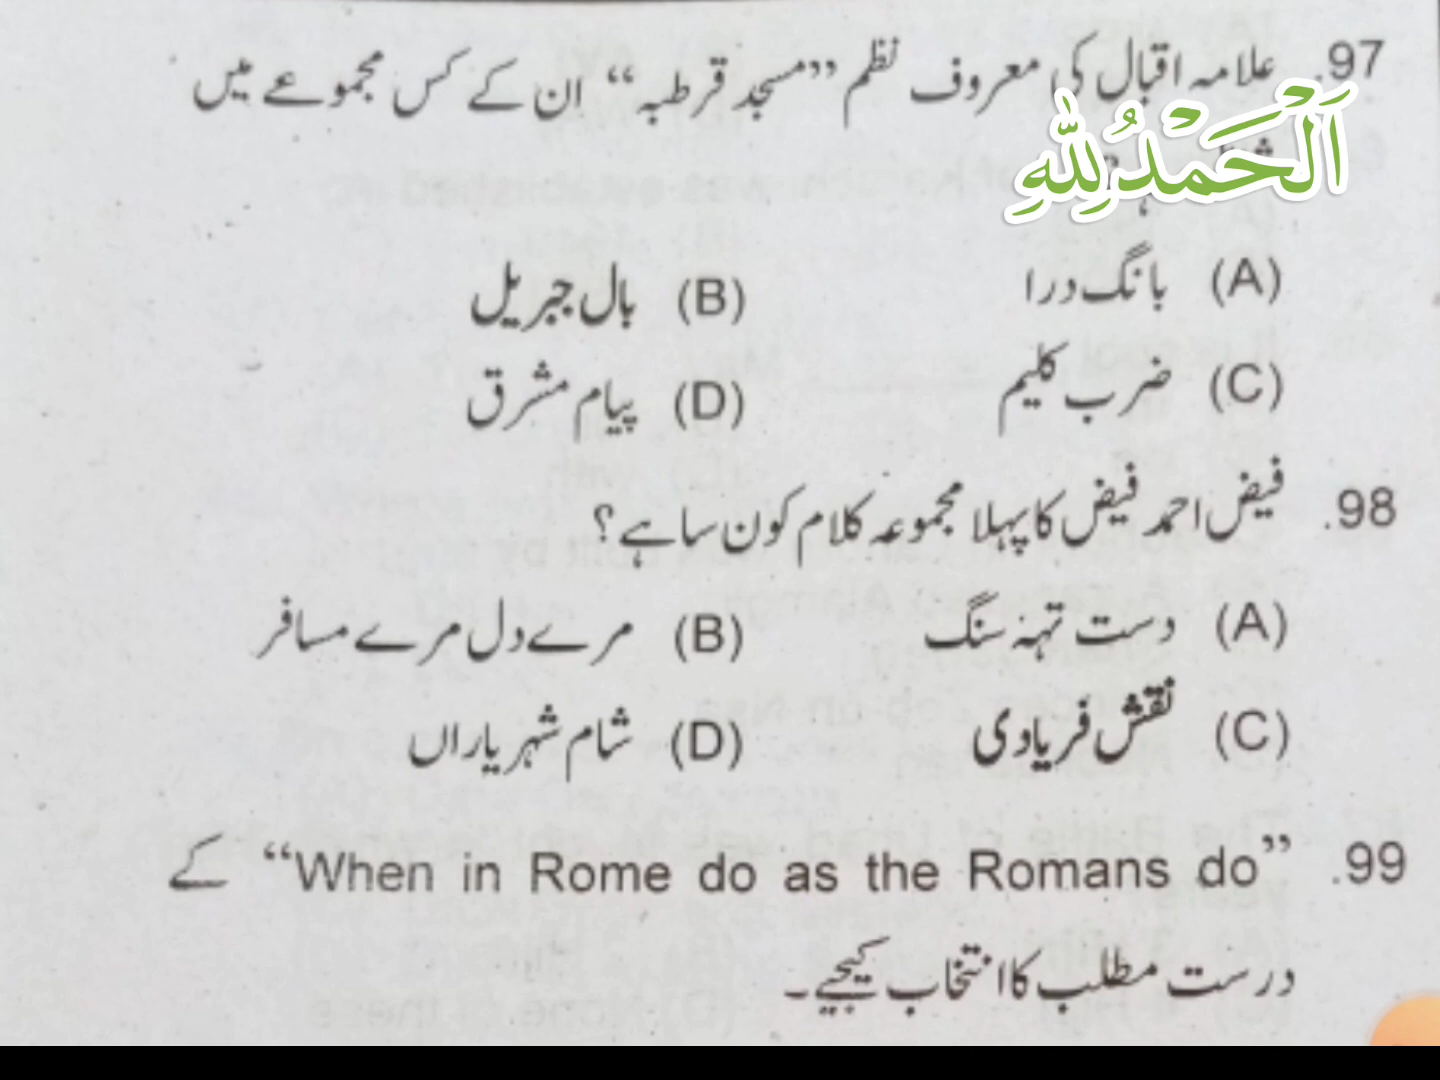 97. علامہ اقبال کی معروف نظم ”مسجد قرطبہ“ ان کے کس مجموعے میں
اَلْحَمْدُلِلّٰهِ
(A) بانگ درا (B) بال جبریل
(C) ضرب کلیم (D) پیام مشرق
98. فیض احمد فیض کا پہلا مجموعہ کلام کون سا ہے؟
(A) دست تہہ سنگ (B) مرے دل مرے مسافر
(C) نقش فریادی (D) شام شہر یاراں
99. “When in Rome do as the Romans do” کے
درست مطلب کا انتخاب کیجیے۔